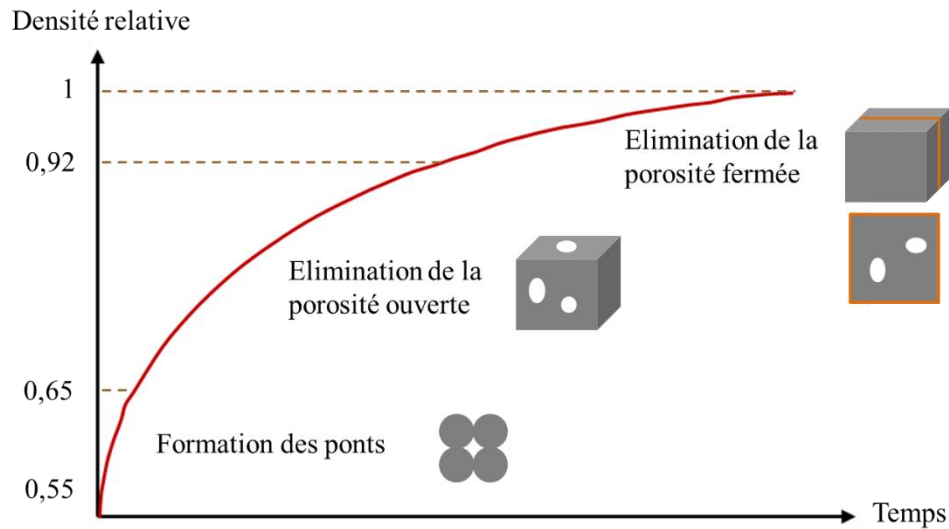 Densité relative
1
Elimination de la
porosité fermée
0,92
Elimination de la
porosité ouverte
0,65
Formation des ponts
0,55
Temps